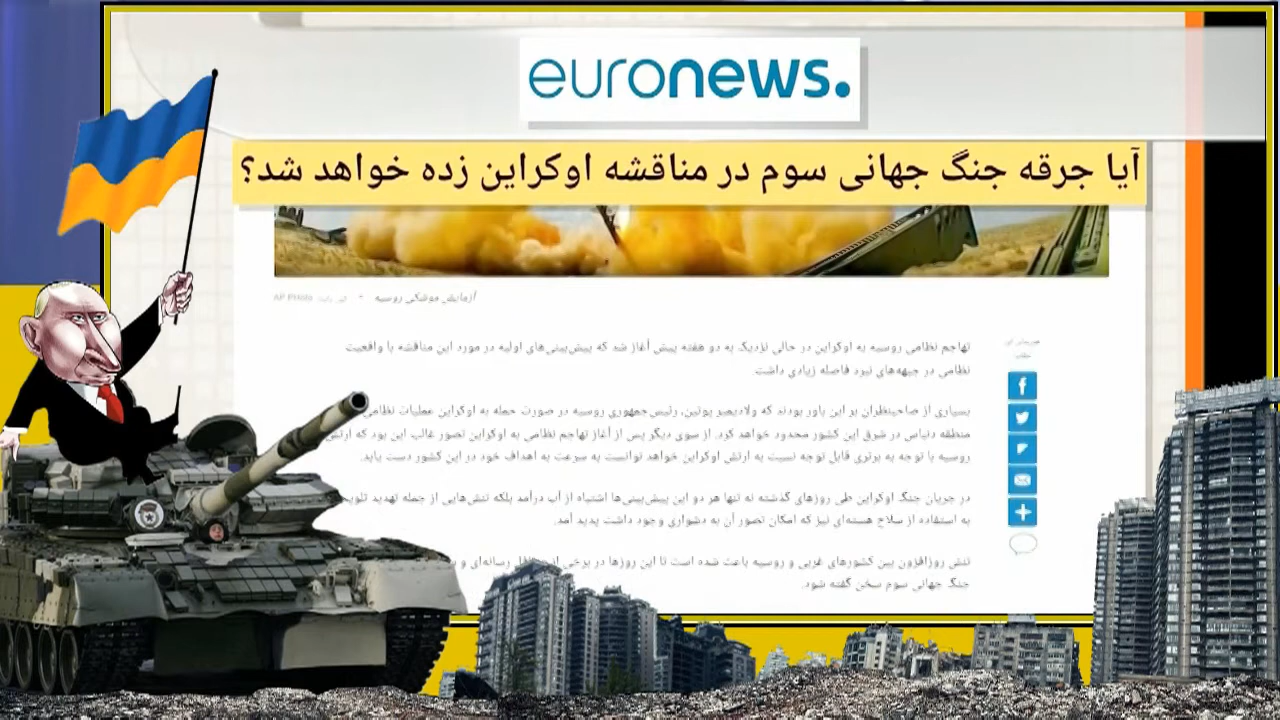 euronews.
آیا جرقه جنگ جهانی سوم در مناقشه اوکراین زده خواهد شد؟
آزمایش موشکی روسیه - AP Photo
تهاجم نظامی روسیه به اوکراین در حالی نزدیک به دو هفته پیش آغاز شد که پیش‌بینی‌های اولیه در مورد این مناقشه با واقعیت
نظامی در جبهه‌های نبرد فاصله زیادی داشت.
بسیاری از صاحبنظران بر این باور بودند که ولادیمیر پوتین، رئیس‌جمهوری روسیه در صورت حمله به اوکراین عملیات نظامی
منطقه دنباس در شرق این کشور محدود خواهد کرد. از سوی دیگر پس از آغاز تهاجم نظامی به اوکراین تصور غالب این بود که ارتش
روسیه با توجه به برتری قابل توجه نسبت به ارتش اوکراین خواهد توانست به سرعت به اهداف خود در این کشور دست یابد.
در جریان جنگ اوکراین طی روزهای گذشته نه تنها هر دو این پیش‌بینی‌ها اشتباه از آب درآمد بلکه تنش‌هایی از جمله تهدید
به استفاده از سلاح هسته‌ای نیز که امکان تصور آن به دشواری وجود داشت پدید آمد.
تنش روزافزون بین کشورهای غربی و روسیه باعث شده است تا این روزها در برخی رسانه‌ای و
جنگ جهانی سوم سخن گفته شود.